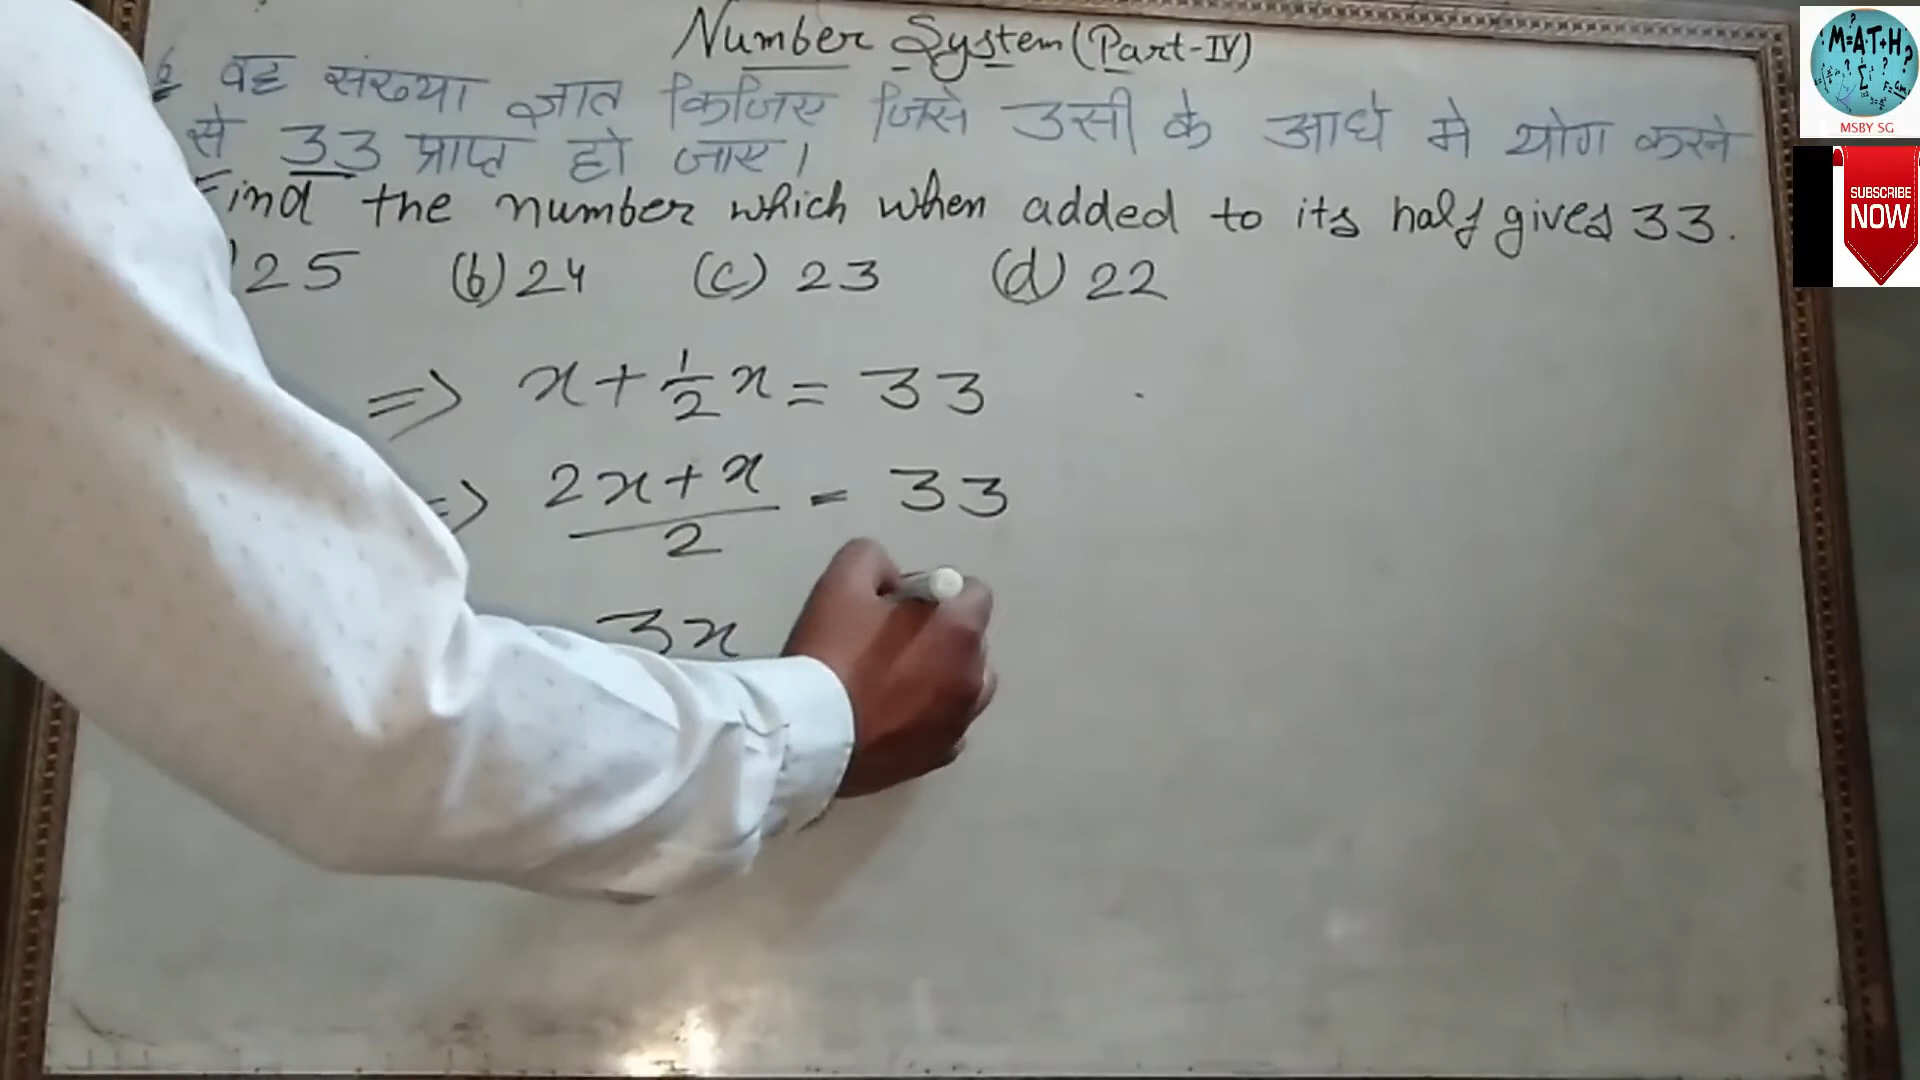 Number System (Part-IV)
वह संख्या ज्ञात किजिए जिसे उसी के आधे मे योग करने
से 33 प्राप्त हो जाए।
Find the number which when added to its half gives 33.
)25 (b) 24 (c) 23 (d) 22
=> x + 1/2 x = 33
=> 2x + x / 2 = 33
3x
M=A·T+H
MSBY SG
SUBSCRIBE
NOW